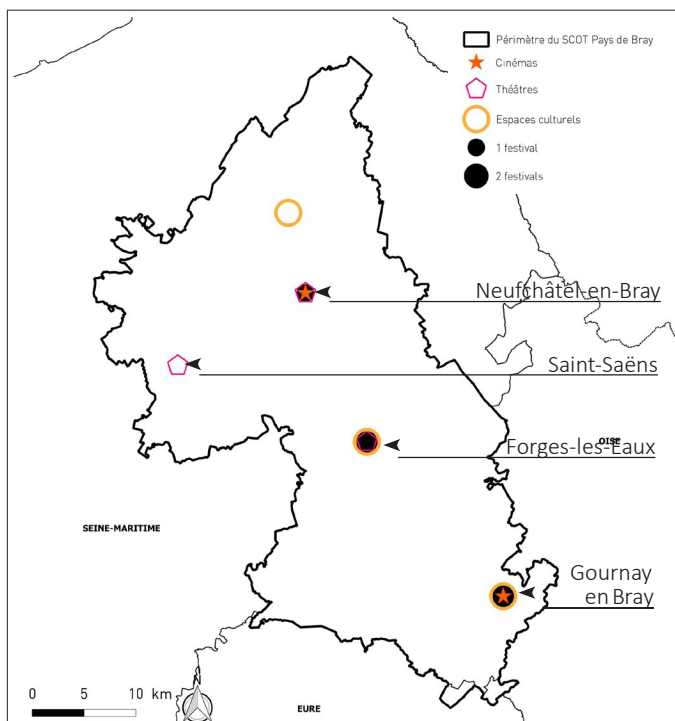 Périmètre du SCOT Pays de Bray
Cinémas
Théâtres
Espaces culturels
1 festival
2 festivals
Neufchâtel-en-Bray
Saint-Saëns
OISE
Forges-les-Eaux
SEINE-MARITIME
Gournay
en Bray
0 5 10 km
EURE